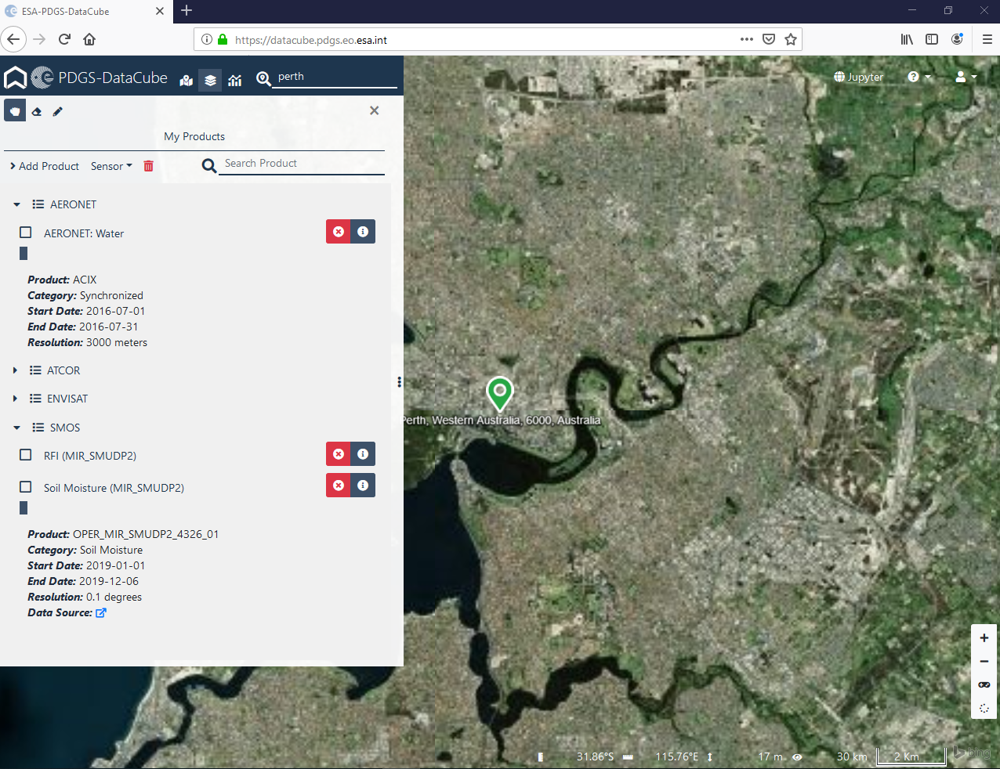 ESA-PDGS-DataCube
https://datacube.pdgs.eo.esa.int
PDGS-DataCube
perth
Jupyter
My Products
Add Product
Sensor
Search Product
AERONET
AERONET: Water
Product: ACIX
Category: Synchronized
Start Date: 2016-07-01
End Date: 2016-07-31
Resolution: 3000 meters
ATCOR
ENVISAT
SMOS
RFI (MIR_SMUDP2)
Soil Moisture (MIR_SMUDP2)
Product: OPER_MIR_SMUDP2_4326_01
Category: Soil Moisture
Start Date: 2019-01-01
End Date: 2019-12-06
Resolution: 0.1 degrees
Data Source:
Perth, Western Australia, 6000, Australia
31.86°S
115.76°E
17 m
30 km
2 Km
bing